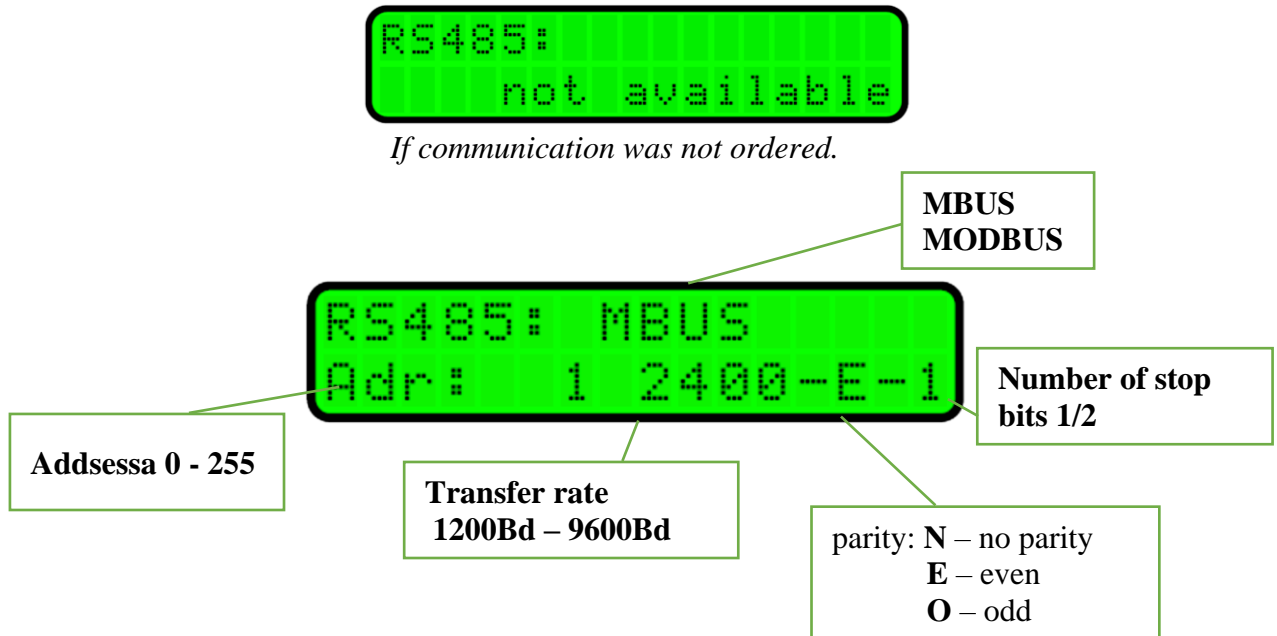 RS485:
not available
If communication was not ordered.
MBUS
MODBUS
RS485: MBUS
Adr: 1 2400-E-1
Number of stop
bits 1/2
Addsessa 0 - 255
Transfer rate
1200Bd – 9600Bd
parity: N – no parity
E – even
O – odd